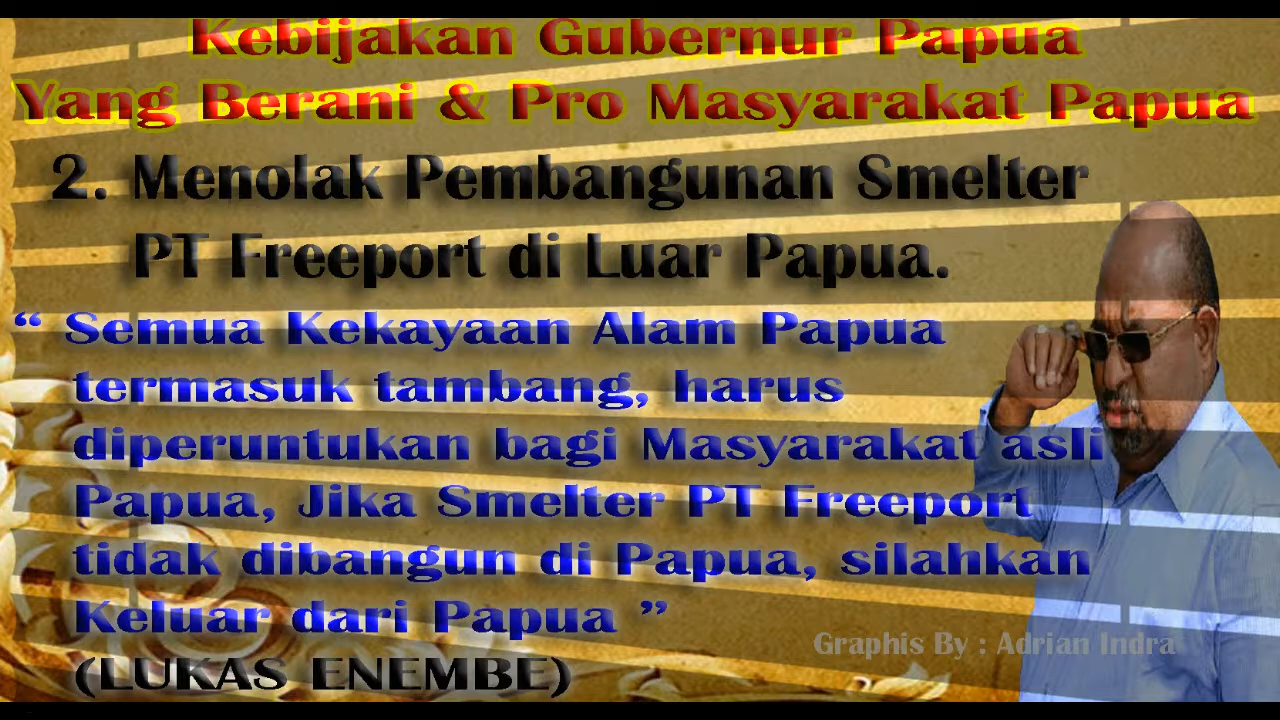 Kebijakan Gubernur Papua
Yang Berani & Pro Masyarakat Papua
2. Menolak Pembangunan Smelter
PT Freeport di Luar Papua.
“ Semua Kekayaan Alam Papua
termasuk tambang, harus
diperuntukan bagi Masyarakat asli
Papua, Jika Smelter PT Freeport
tidak dibangun di Papua, silahkan
Keluar dari Papua ”
(LUKAS ENEMBE)
Graphis By : Adrian Indra